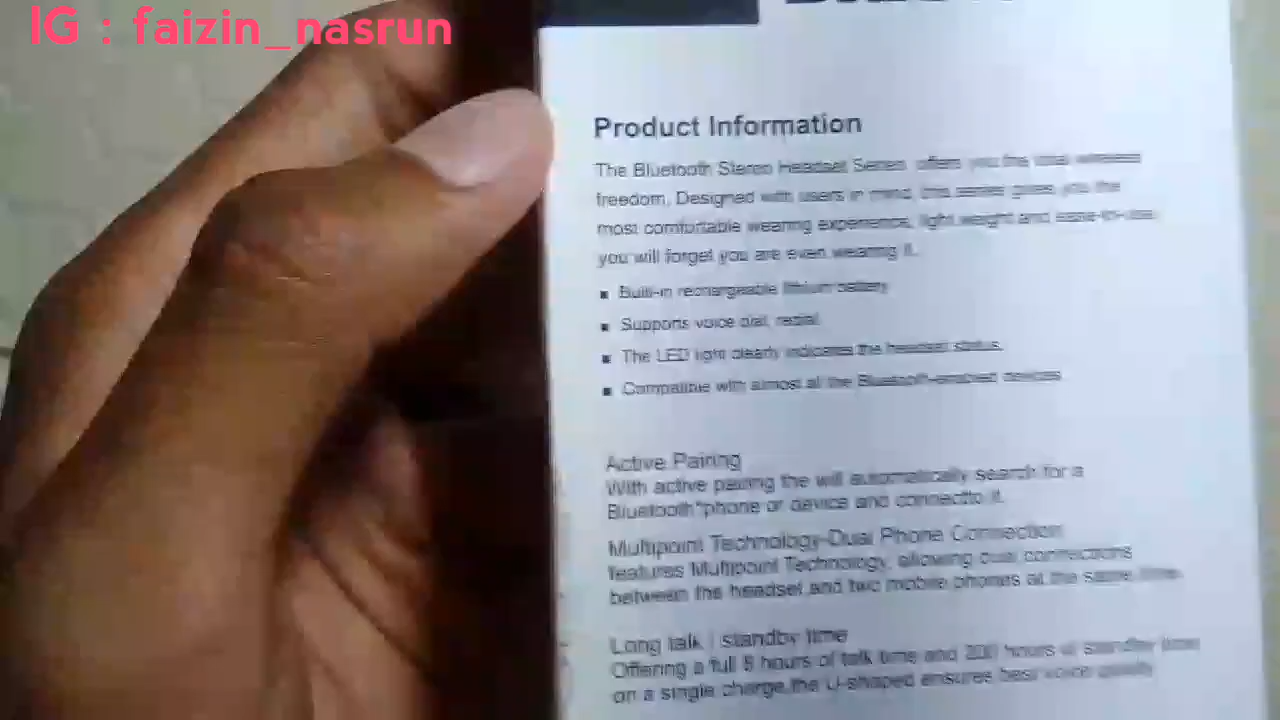 IG : faizin_nasrun
Product Information
The Bluetooth Stereo Headset Series offers you the total wireless
freedom. Designed with users in mind, this series gives you the
most comfortable wearing experience, light weight and ease-in-use,
you will forget you are even wearing it.
▪ Built-in rechargeable lithium battery
▪ Supports voice dial, redial.
▪ The LED light clearly indicates the headset status.
▪ Compatible with almost all the Bluetooth-enabled devices
Active Pairing
With active pairing the will automatically search for a
Bluetooth phone or device and connectto it.
Multipoint Technology-Dual Phone Connection
features Multipoint Technology, allowing dual connections
between the headset and two mobile phones at the same time.
Long talk / standby time
Offering a full 8 hours of talk time and hours of standby time
on a single charge,the U-shaped ensures best voice quality